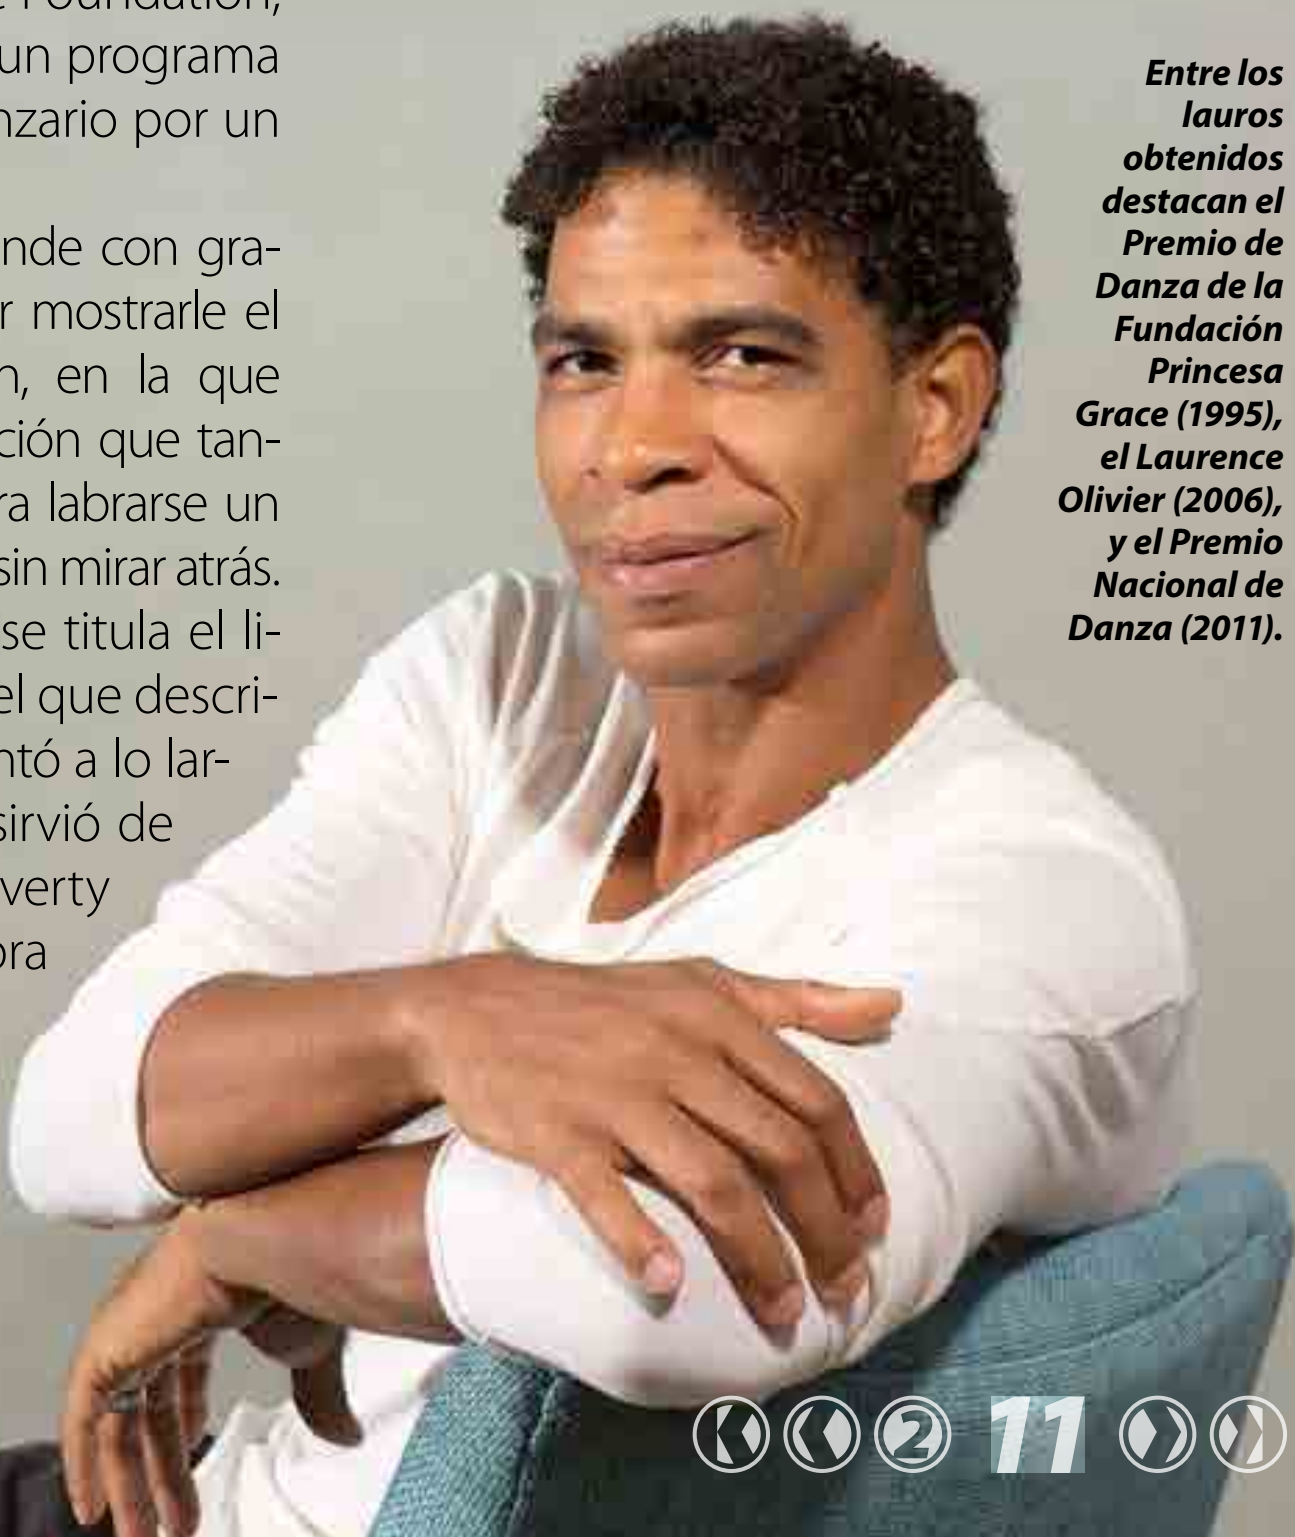 Foundation,
un programa
nzario por un
nde con gra-
r mostrarle el
n, en la que
ción que tan-
ra labrarse un
sin mirar atrás.
se titula el li-
el que descri-
ntó a lo lar-
sirvió de
verty
bra
Entre los
lauros
obtenidos
destacan el
Premio de
Danza de la
Fundación
Princesa
Grace (1995),
el Laurence
Olivier (2006),
y el Premio
Nacional de
Danza (2011).
2 11